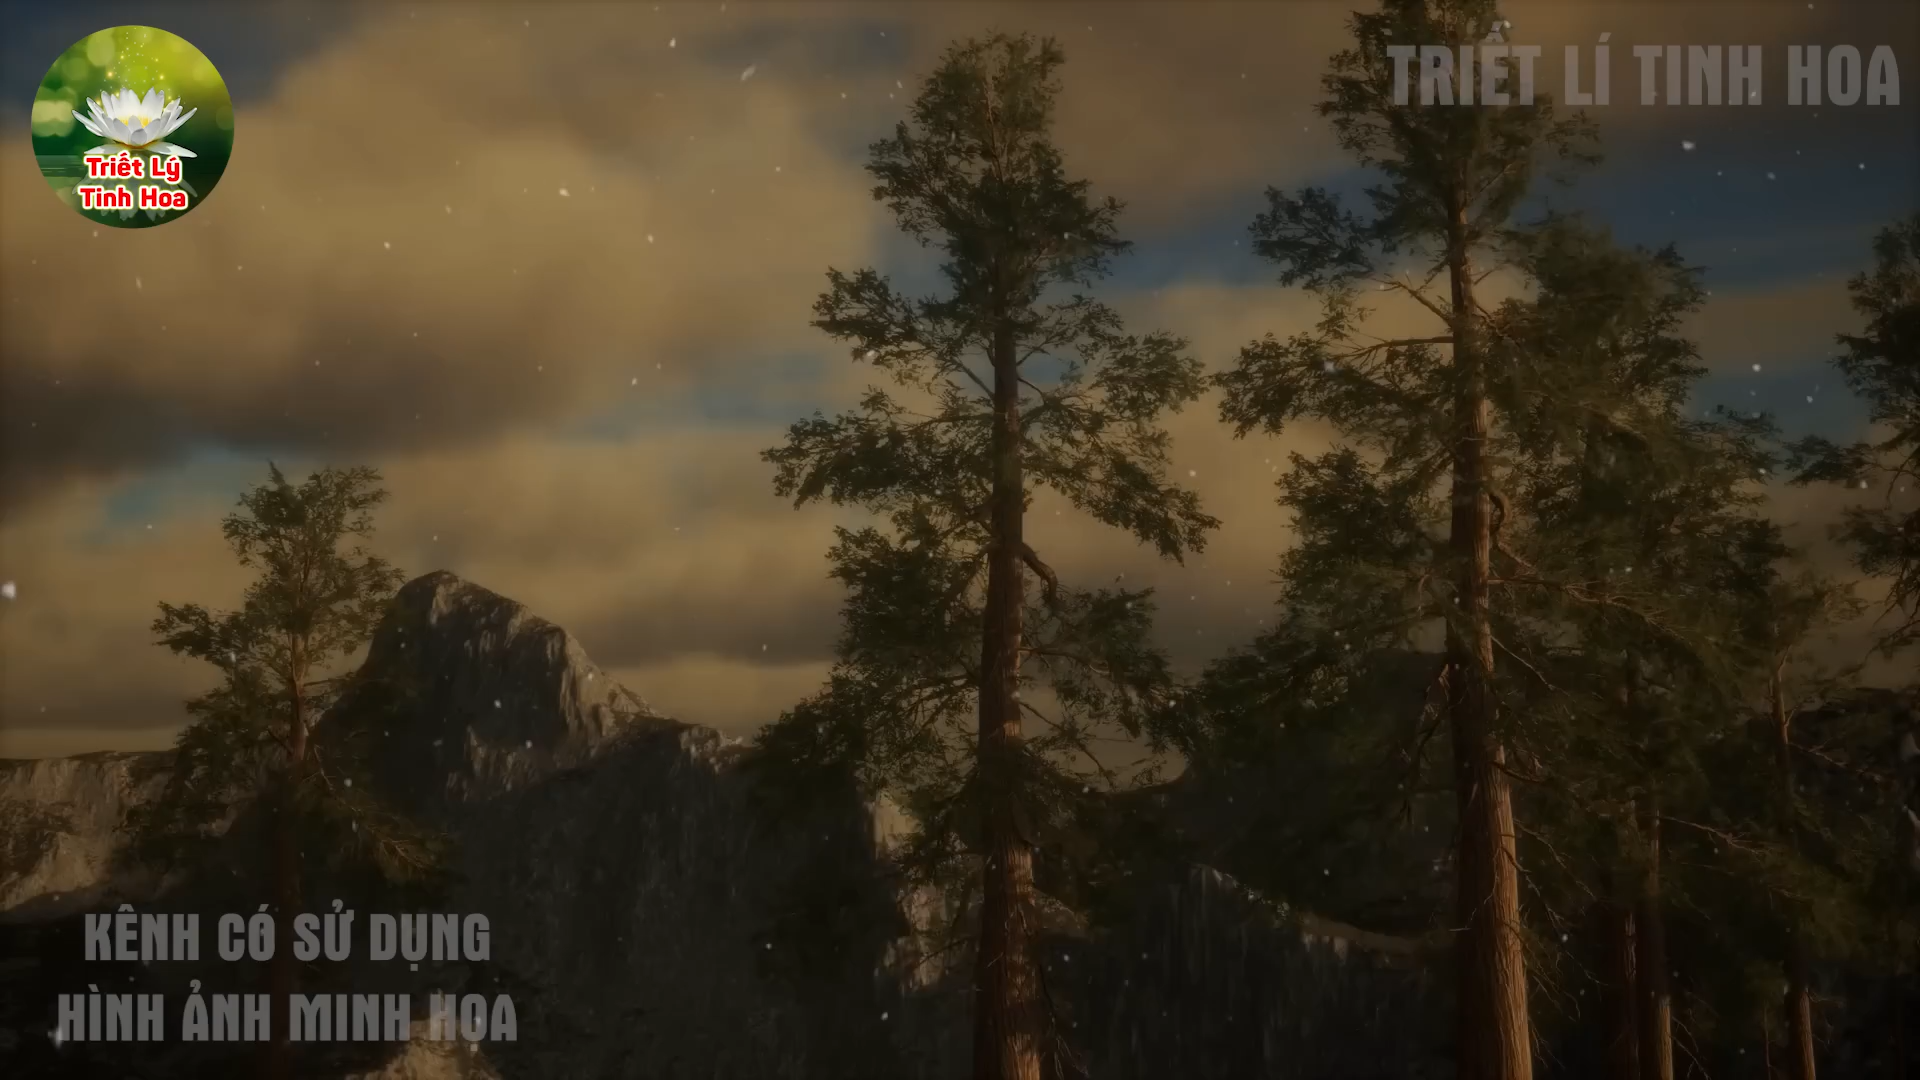 Triết Lý
Tinh Hoa
TRIẾT LÍ TINH HOA
KÊNH CÓ SỬ DỤNG
HÌNH ẢNH MINH HỌA